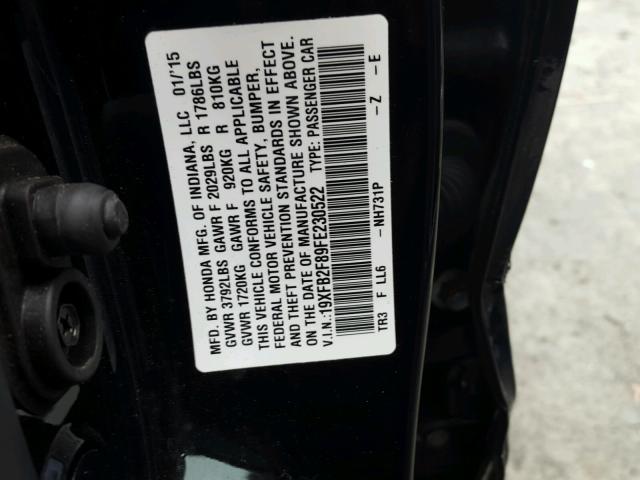 MFD. BY HONDA MFG. OF INDIANA, LLC 01/'15
GVWR 3792LBS GAWR F 2029LBS R 1786LBS
GVWR 1720KG GAWR F 920KG R 810KG
THIS VEHICLE CONFORMS TO ALL APPLICABLE
FEDERAL MOTOR VEHICLE SAFETY, BUMPER,
AND THEFT PREVENTION STANDARDS IN EFFECT
ON THE DATE OF MANUFACTURE SHOWN ABOVE.
V.I.N.:19XFB2F89FE230522 TYPE: PASSENGER CAR
TR3 F LL6 -NH731P -Z -E